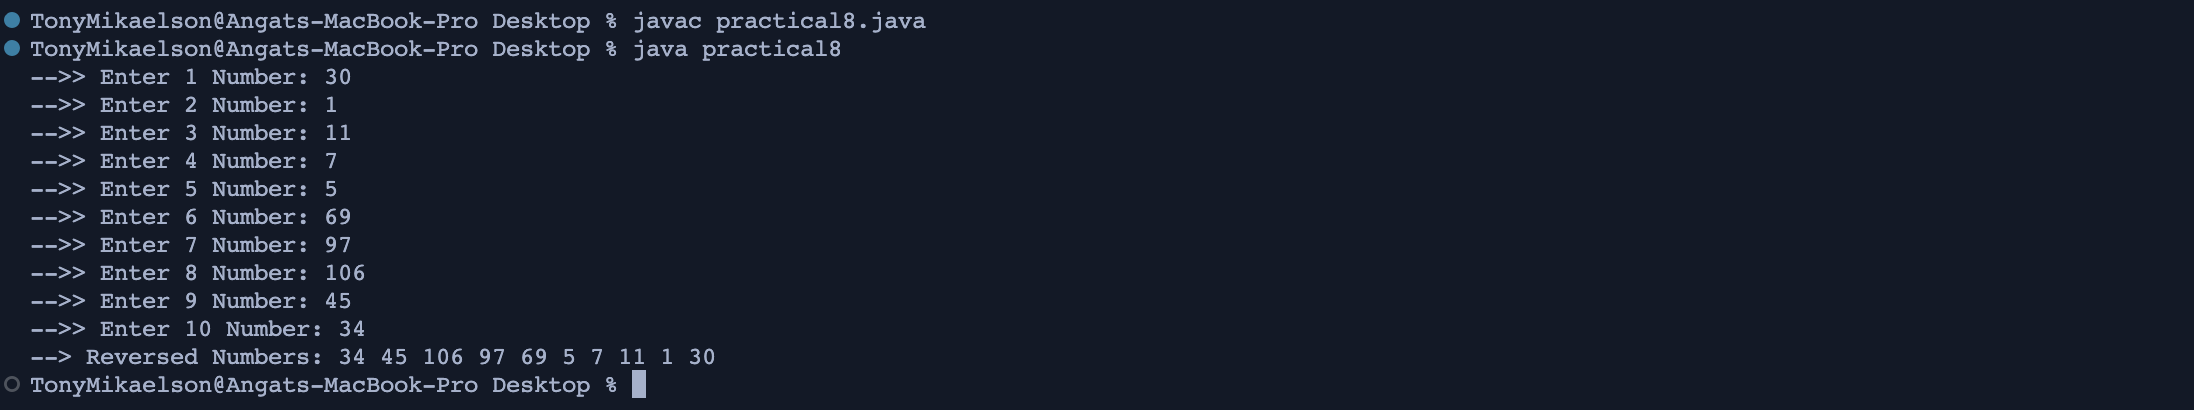 TonyMikaelson@Angats-MacBook-Pro Desktop % javac practical8.java
TonyMikaelson@Angats-MacBook-Pro Desktop % java practical8
-->> Enter 1 Number: 30
-->> Enter 2 Number: 1
-->> Enter 3 Number: 11
-->> Enter 4 Number: 7
-->> Enter 5 Number: 5
-->> Enter 6 Number: 69
-->> Enter 7 Number: 97
-->> Enter 8 Number: 106
-->> Enter 9 Number: 45
-->> Enter 10 Number: 34
--> Reversed Numbers: 34 45 106 97 69 5 7 11 1 30
TonyMikaelson@Angats-MacBook-Pro Desktop %